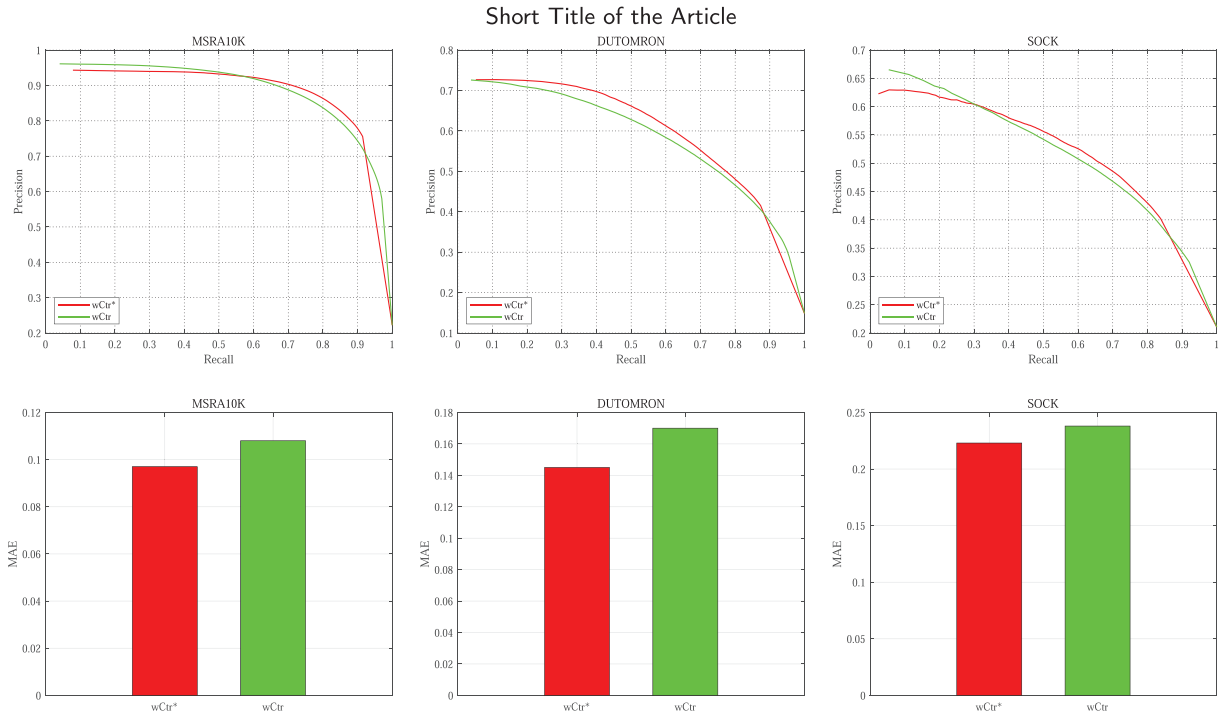 Short Title of the Article
MSRA10K
1
0.9
0.8
0.7
0.6
0.5
0.4
0.3
0.2
Precision
wCtr*
wCtr
0 0.1 0.2 0.3 0.4 0.5 0.6 0.7 0.8 0.9 1
Recall
DUTOMRON
0.8
0.7
0.6
0.5
0.4
0.3
0.2
0.1
Precision
wCtr*
wCtr
0 0.1 0.2 0.3 0.4 0.5 0.6 0.7 0.8 0.9 1
Recall
SOCK
0.7
0.65
0.6
0.55
0.5
0.45
0.4
0.35
0.3
0.25
0.2
Precision
wCtr*
wCtr
0 0.1 0.2 0.3 0.4 0.5 0.6 0.7 0.8 0.9 1
Recall
MSRA10K
0.12
0.1
0.08
0.06
0.04
0.02
0
MAE
wCtr* wCtr
DUTOMRON
0.18
0.16
0.14
0.12
0.1
0.08
0.06
0.04
0.02
0
MAE
wCtr* wCtr
SOCK
0.25
0.2
0.15
0.1
0.05
0
MAE
wCtr* wCtr